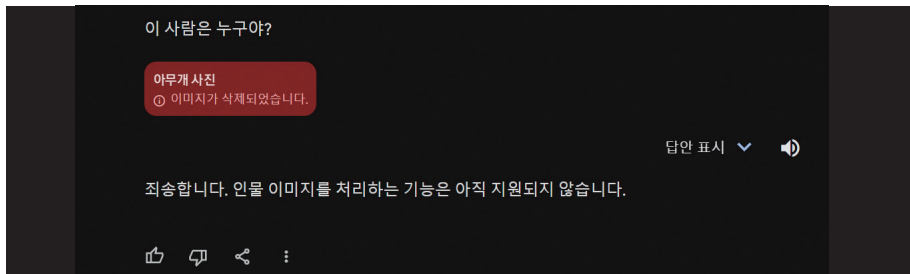 이 사람은 누구야?
아무개 사진
이미지가 삭제되었습니다.
답안 표시
죄송합니다. 인물 이미지를 처리하는 기능은 아직 지원되지 않습니다.